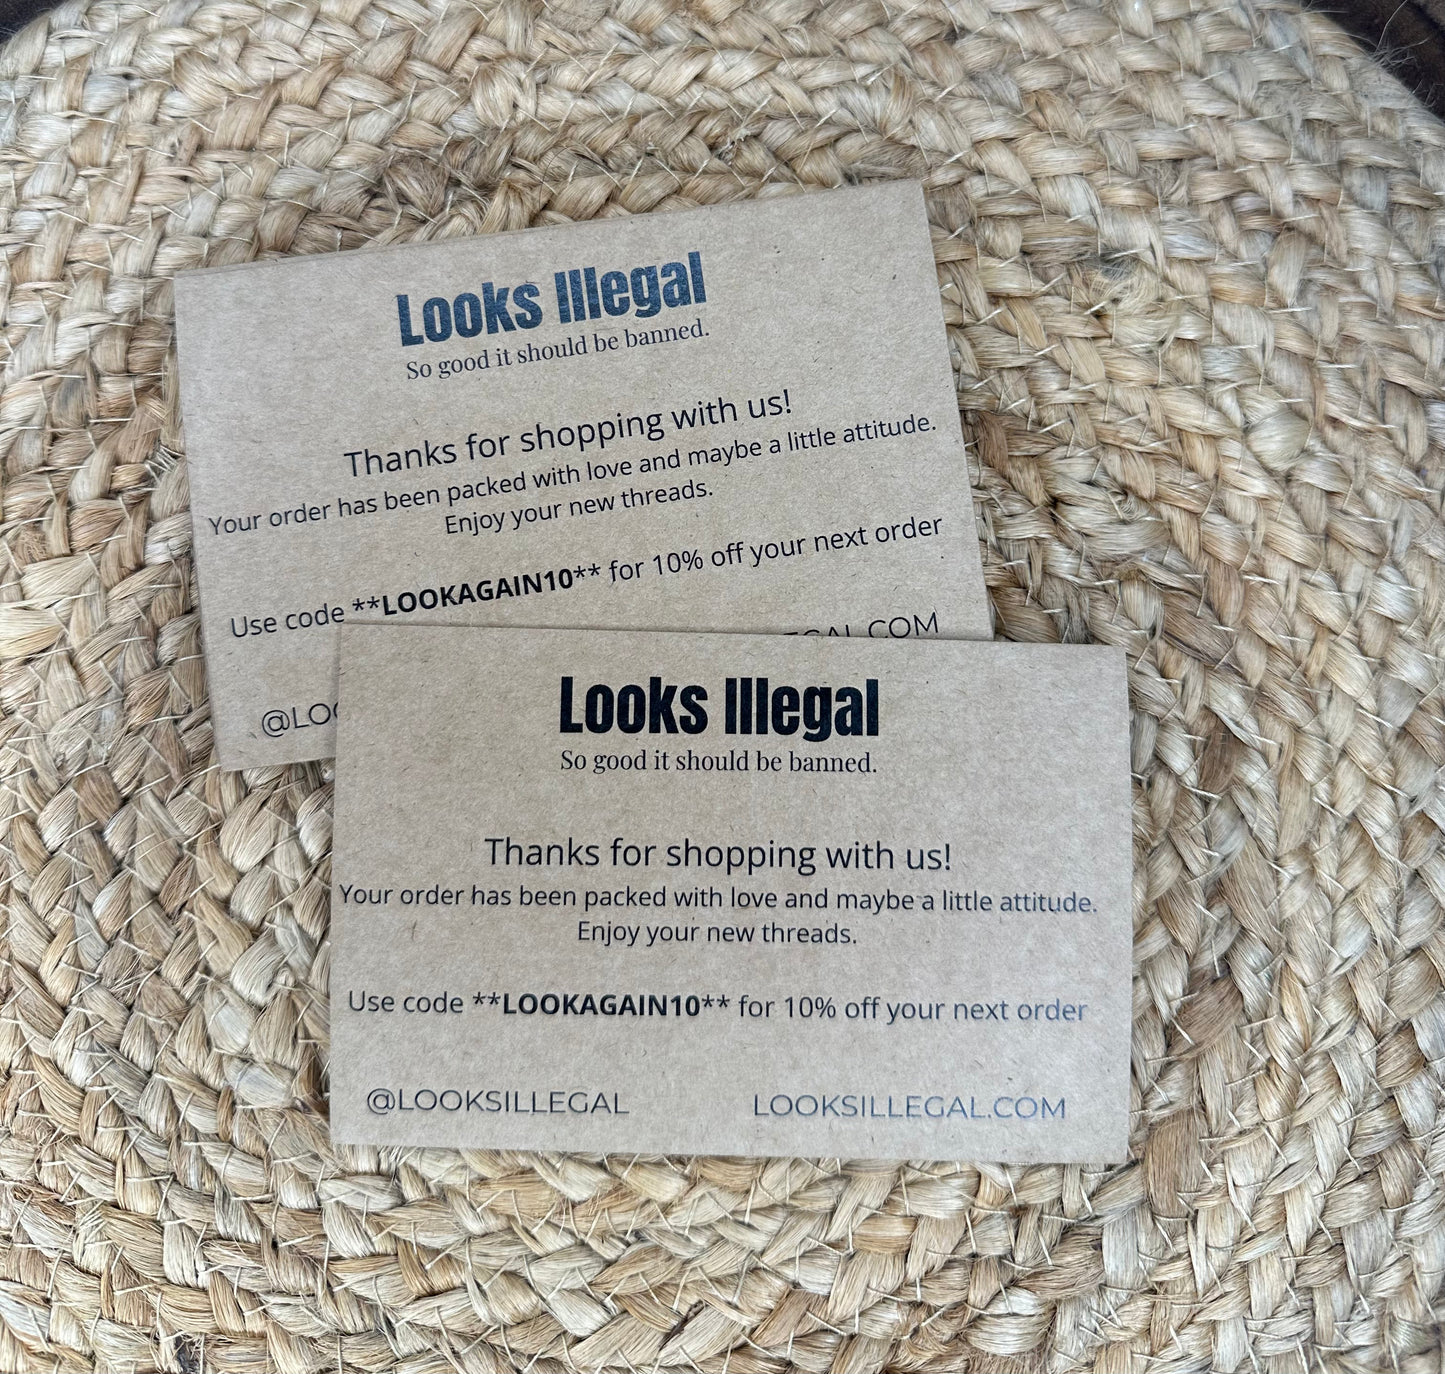 Looks Illegal
So good it should be banned.
Thanks for shopping with us!
Your order has been packed with love and maybe a little attitude.
Enjoy your new threads.
Use code **LOOKAGAIN10** for 10% off your next order
@LOO
EGAL.COM
Looks Illegal
So good it should be banned.
Thanks for shopping with us!
Your order has been packed with love and maybe a little attitude.
Enjoy your new threads.
Use code **LOOKAGAIN10** for 10% off your next order
@LOOKSILLEGAL
LOOKSILLEGAL.COM